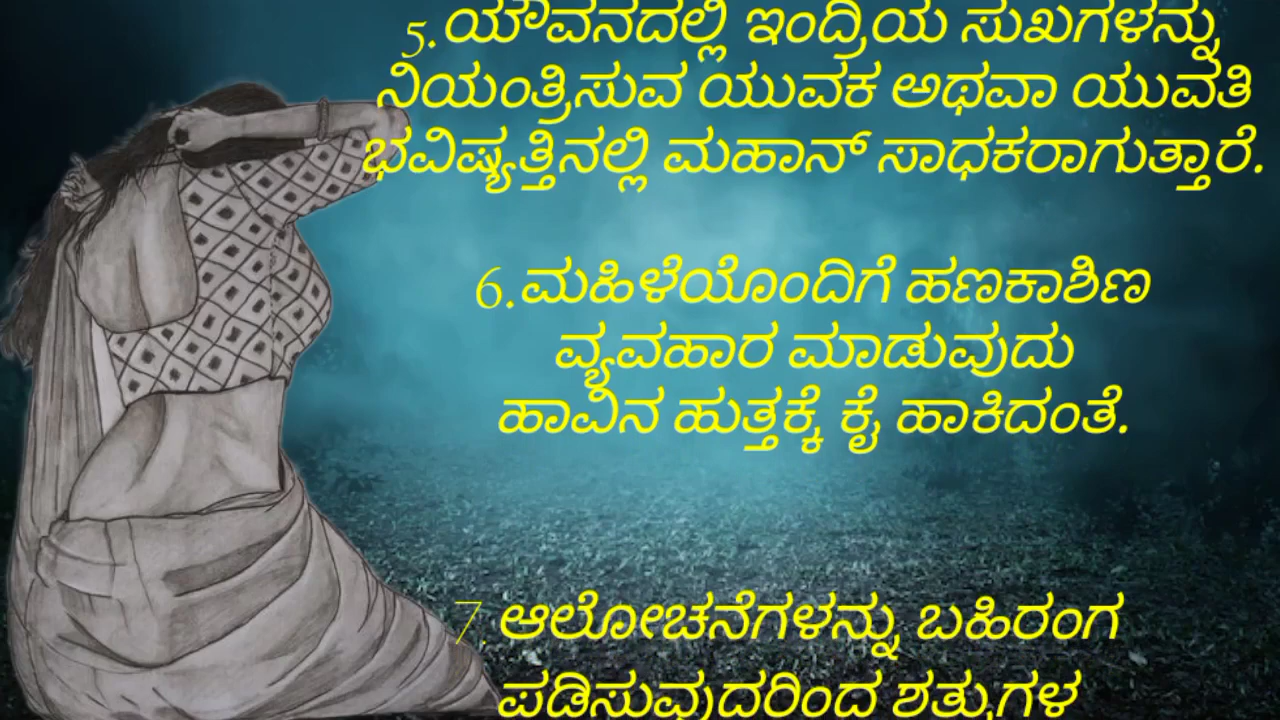 5.ಯೌವನದಲ್ಲಿ ಇಂದ್ರಿಯ ಸುಖಗಳನ್ನು
ನಿಯಂತ್ರಿಸುವ ಯುವಕ ಅಥವಾ ಯುವತಿ
ಭವಿಷ್ಯತ್ತಿನಲ್ಲಿ ಮಹಾನ್ ಸಾಧಕರಾಗುತ್ತಾರೆ.
6.ಮಹಿಳೆಯೊಂದಿಗೆ ಹಣಕಾಶಿಣ
ವ್ಯವಹಾರ ಮಾಡುವುದು
ಹಾವಿನ ಹುತ್ತಕ್ಕೆ ಕೈ ಹಾಕಿದಂತೆ.
7.ಆಲೋಚನೆಗಳನ್ನು ಬಹಿರಂಗ
ಪಡಿಸುವುದರಿಂದ ಶತ್ರುಗಳ